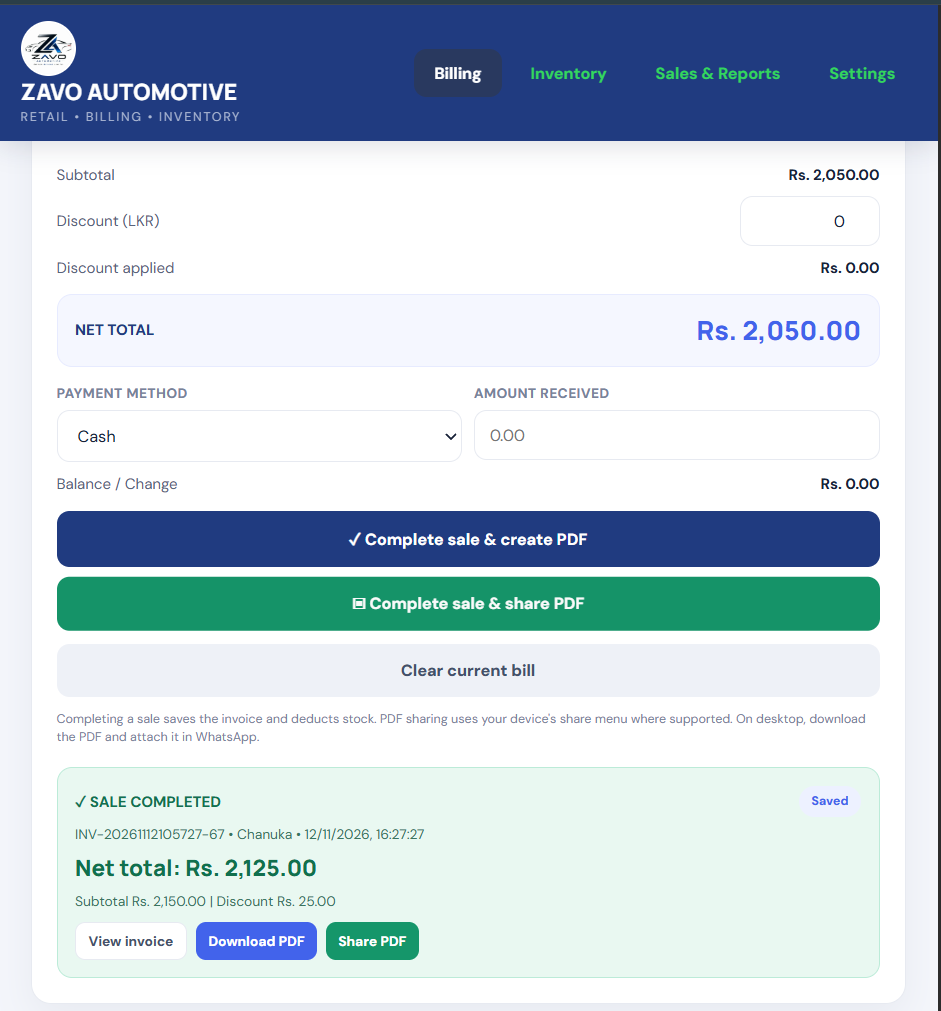 ZAVO
ZAVO AUTOMOTIVE
RETAIL • BILLING • INVENTORY
Billing
Inventory
Sales & Reports
Settings
Subtotal Rs. 2,050.00
Discount (LKR) 0
Discount applied Rs. 0.00
NET TOTAL Rs. 2,050.00
PAYMENT METHOD AMOUNT RECEIVED
Cash 0.00
Balance / Change Rs. 0.00
✓ Complete sale & create PDF
Complete sale & share PDF
Clear current bill
Completing a sale saves the invoice and deducts stock. PDF sharing uses your device's share menu where supported. On desktop, download
the PDF and attach it in WhatsApp.
✓ SALE COMPLETED Saved
INV-20261112105727-67 • Chanuka • 12/11/2026, 16:27:27
Net total: Rs. 2,125.00
Subtotal Rs. 2,150.00 | Discount Rs. 25.00
View invoice Download PDF Share PDF